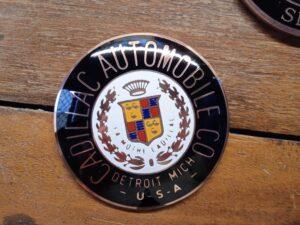 CADILLAC AUTOMOBILE CO
LA MOTHE CADILLAC
DETROIT MICH
- U-S-A -